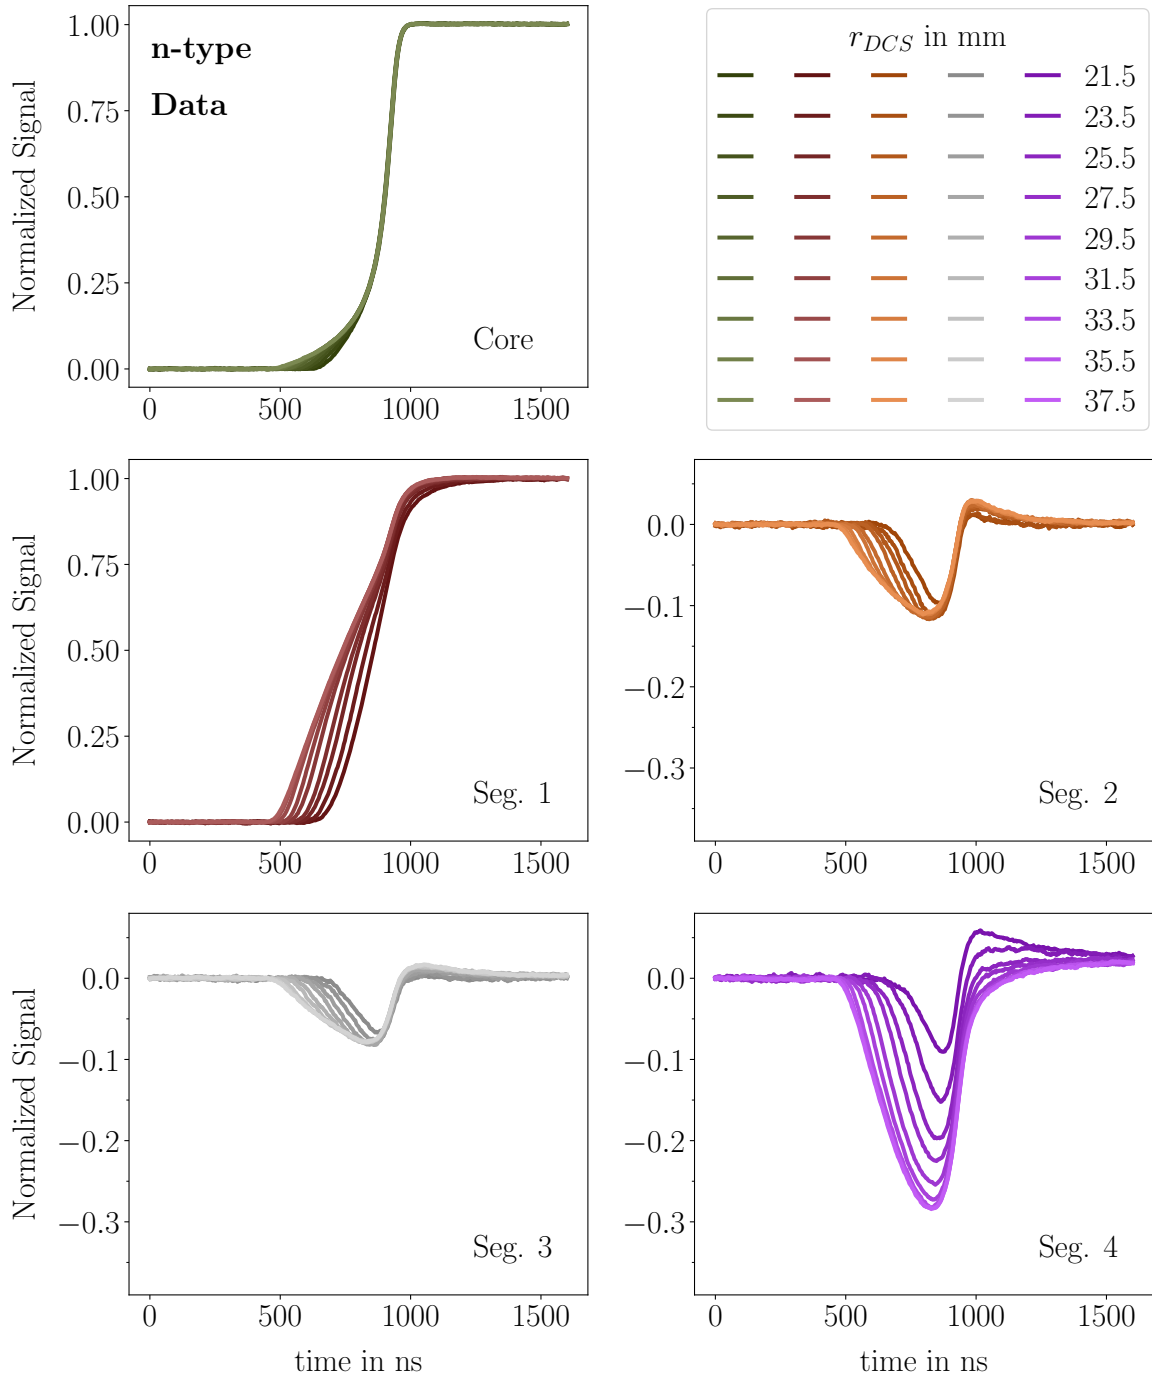 n-type
Data
Normalized Signal
1.00
0.75
0.50
0.25
0.00
Core
0 500 1000 1500
r_{DCS} in mm
21.5
23.5
25.5
27.5
29.5
31.5
33.5
35.5
37.5
Normalized Signal
1.00
0.75
0.50
0.25
0.00
Seg. 1
0 500 1000 1500
0.0
−0.1
−0.2
−0.3
Seg. 2
0 500 1000 1500
Normalized Signal
0.0
−0.1
−0.2
−0.3
Seg. 3
0 500 1000 1500
time in ns
0.0
−0.1
−0.2
−0.3
Seg. 4
0 500 1000 1500
time in ns